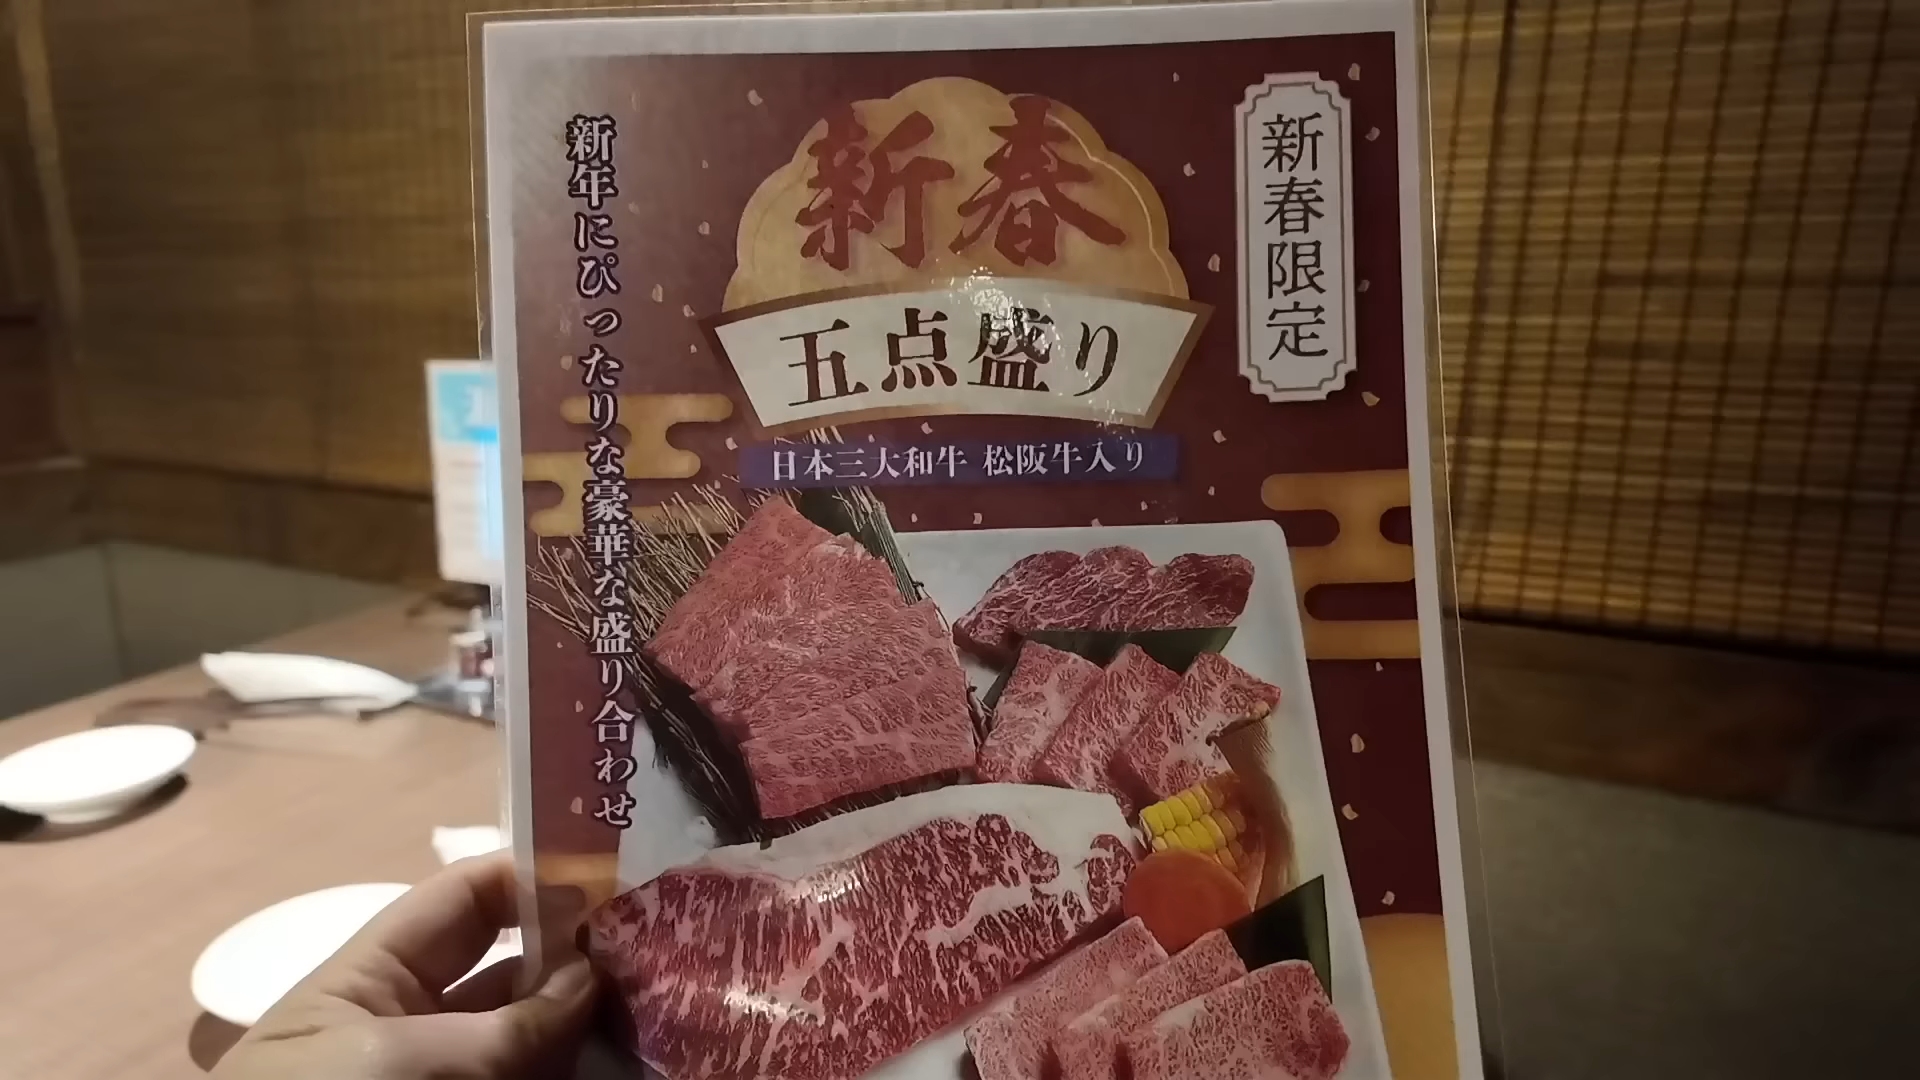 新春限定
新春
五点盛り
日本三大和牛 松阪牛入り
新年にぴったりな豪華な盛り合わせ